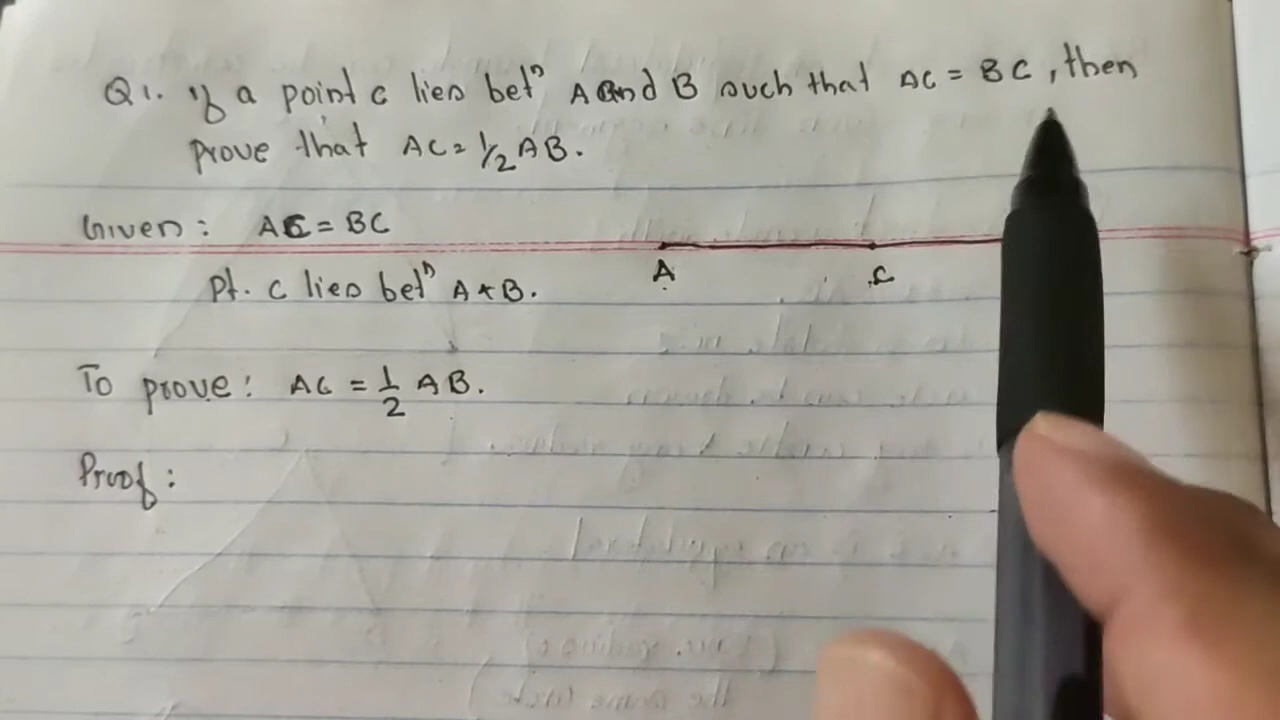 Q1. If a point C lies betⁿ A and B such that AC = BC, then
prove that AC = 1/2 AB.
Given: AC = BC
A C
Pt. C lies betⁿ A & B.
To prove: AC = 1/2 AB.
Proof: